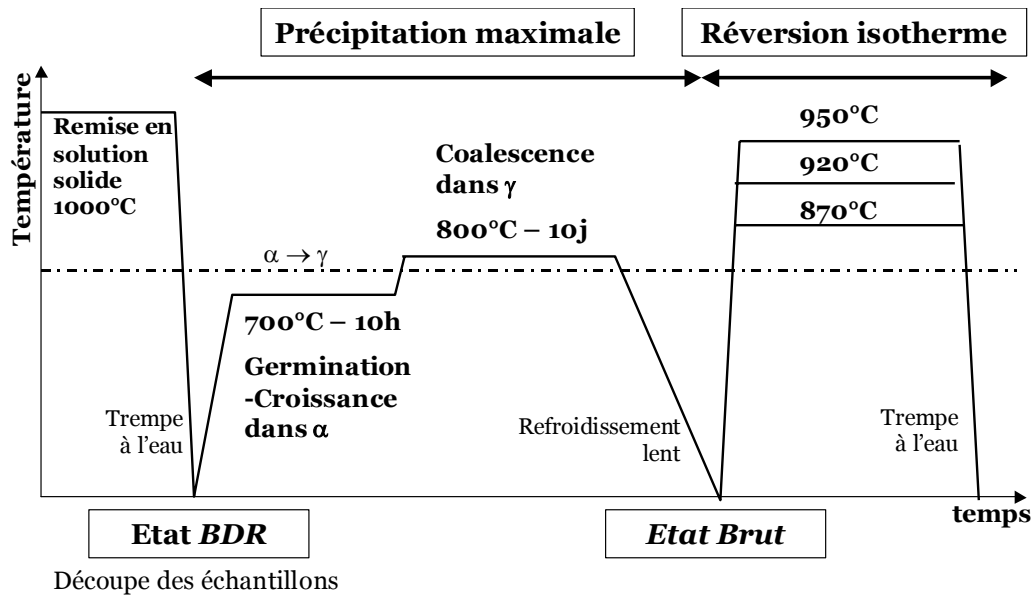 Précipitation maximale
Réversion isotherme
Température
Remise en
solution
solide
1000°C
Coalescence
dans γ
800°C – 10j
950°C
920°C
870°C
α → γ
700°C – 10h
Germination
-Croissance
dans α
Trempe
à l'eau
Refroidissement
lent
Trempe
à l'eau
temps
Etat BDR
Etat Brut
Découpe des échantillons